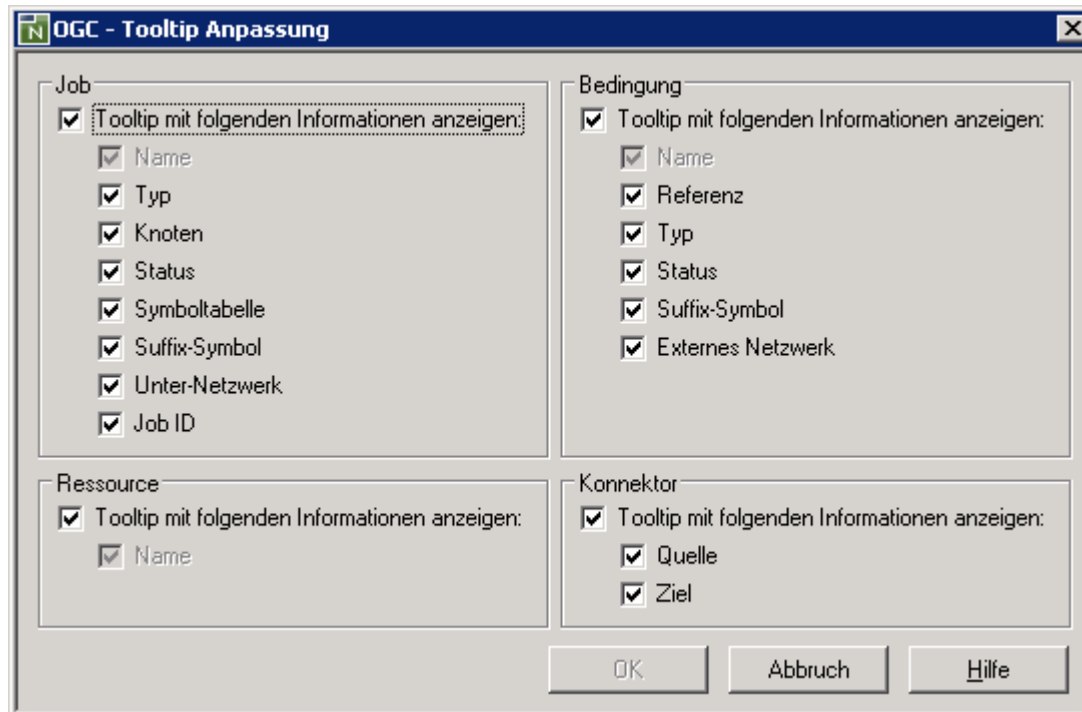 OGC - Tooltip Anpassung
Job
Tooltip mit folgenden Informationen anzeigen:
Name
Typ
Knoten
Status
Symboltabelle
Suffix-Symbol
Unter-Netzwerk
Job ID
Bedingung
Tooltip mit folgenden Informationen anzeigen:
Name
Referenz
Typ
Status
Suffix-Symbol
Externes Netzwerk
Ressource
Tooltip mit folgenden Informationen anzeigen:
Name
Konnektor
Tooltip mit folgenden Informationen anzeigen:
Quelle
Ziel
OK
Abbruch
Hilfe